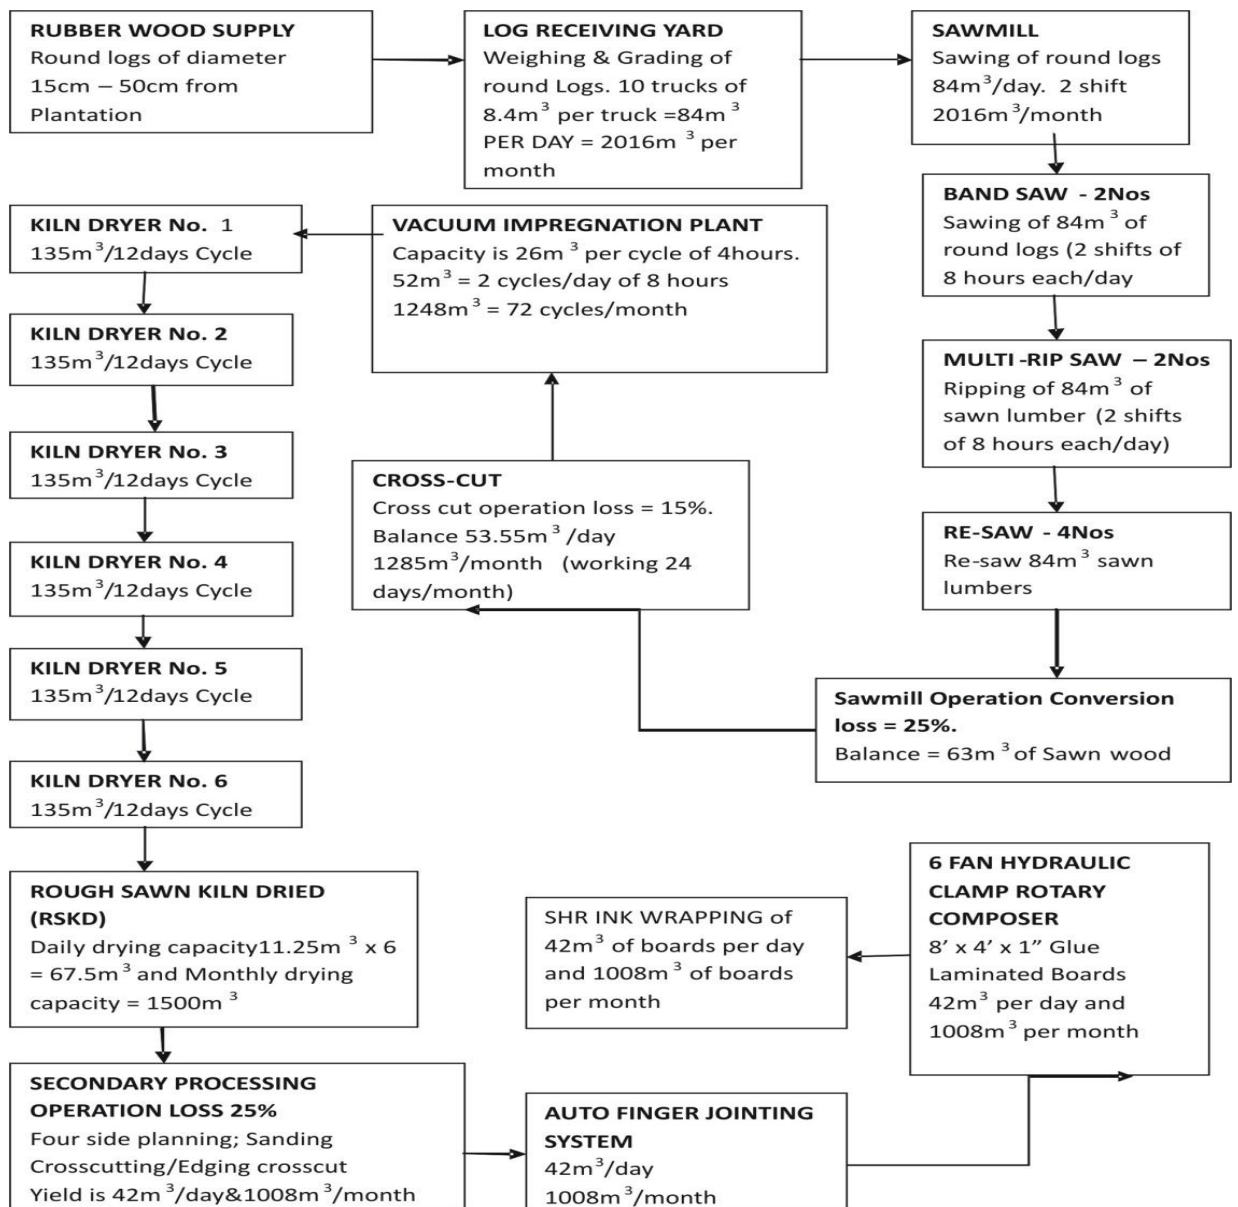 RUBBER WOOD SUPPLY
Round logs of diameter
15cm – 50cm from
Plantation
LOG RECEIVING YARD
Weighing & Grading of
round Logs. 10 trucks of
8.4m³ per truck =84m³
PER DAY = 2016m³ per
month
SAWMILL
Sawing of round logs
84m³/day. 2 shift
2016m³/month
BAND SAW - 2Nos
Sawing of 84m³ of
round logs (2 shifts of
8 hours each/day
MULTI-RIP SAW – 2Nos
Ripping of 84m³ of
sawn lumber (2 shifts
of 8 hours each/day)
RE-SAW - 4Nos
Re-saw 84m³ sawn
lumbers
Sawmill Operation Conversion
loss = 25%.
Balance = 63m³ of Sawn wood
CROSS-CUT
Cross cut operation loss = 15%.
Balance 53.55m³/day
1285m³/month (working 24
days/month)
VACUUM IMPREGNATION PLANT
Capacity is 26m³ per cycle of 4hours.
52m³ = 2 cycles/day of 8 hours
1248m³ = 72 cycles/month
KILN DRYER No. 1
135m³/12days Cycle
KILN DRYER No. 2
135m³/12days Cycle
KILN DRYER No. 3
135m³/12days Cycle
KILN DRYER No. 4
135m³/12days Cycle
KILN DRYER No. 5
135m³/12days Cycle
KILN DRYER No. 6
135m³/12days Cycle
ROUGH SAWN KILN DRIED
(RSKD)
Daily drying capacity11.25m³ x 6
= 67.5m³ and Monthly drying
capacity = 1500m³
SECONDARY PROCESSING
OPERATION LOSS 25%
Four side planning; Sanding
Crosscutting/Edging crosscut
Yield is 42m³/day&1008m³/month
AUTO FINGER JOINTING
SYSTEM
42m³/day
1008m³/month
6 FAN HYDRAULIC
CLAMP ROTARY
COMPOSER
8’ x 4’ x 1” Glue
Laminated Boards
42m³ per day and
1008m³ per month
SHR INK WRAPPING of
42m³ of boards per day
and 1008m³ of boards
per month